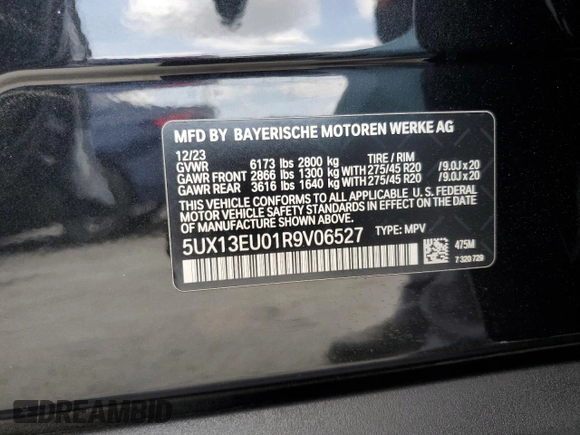 MFD BY BAYERISCHE MOTOREN WERKE AG
12/23 TIRE / RIM
GVWR 6173 lbs 2800 kg
GAWR FRONT 2866 lbs 1300 kg WITH 275/45 R20 /9.0J x 20
GAWR REAR 3616 lbs 1640 kg WITH 275/45 R20 /9.0J x 20
THIS VEHICLE CONFORMS TO ALL APPLICABLE U. S. FEDERAL
MOTOR VEHICLE SAFETY STANDARDS IN EFFECT ON THE DATE
OF MANUFACTURE SHOWN ABOVE.
5UX13EU01R9V06527 TYPE: MPV
475M
7 320 729
DREAMBID